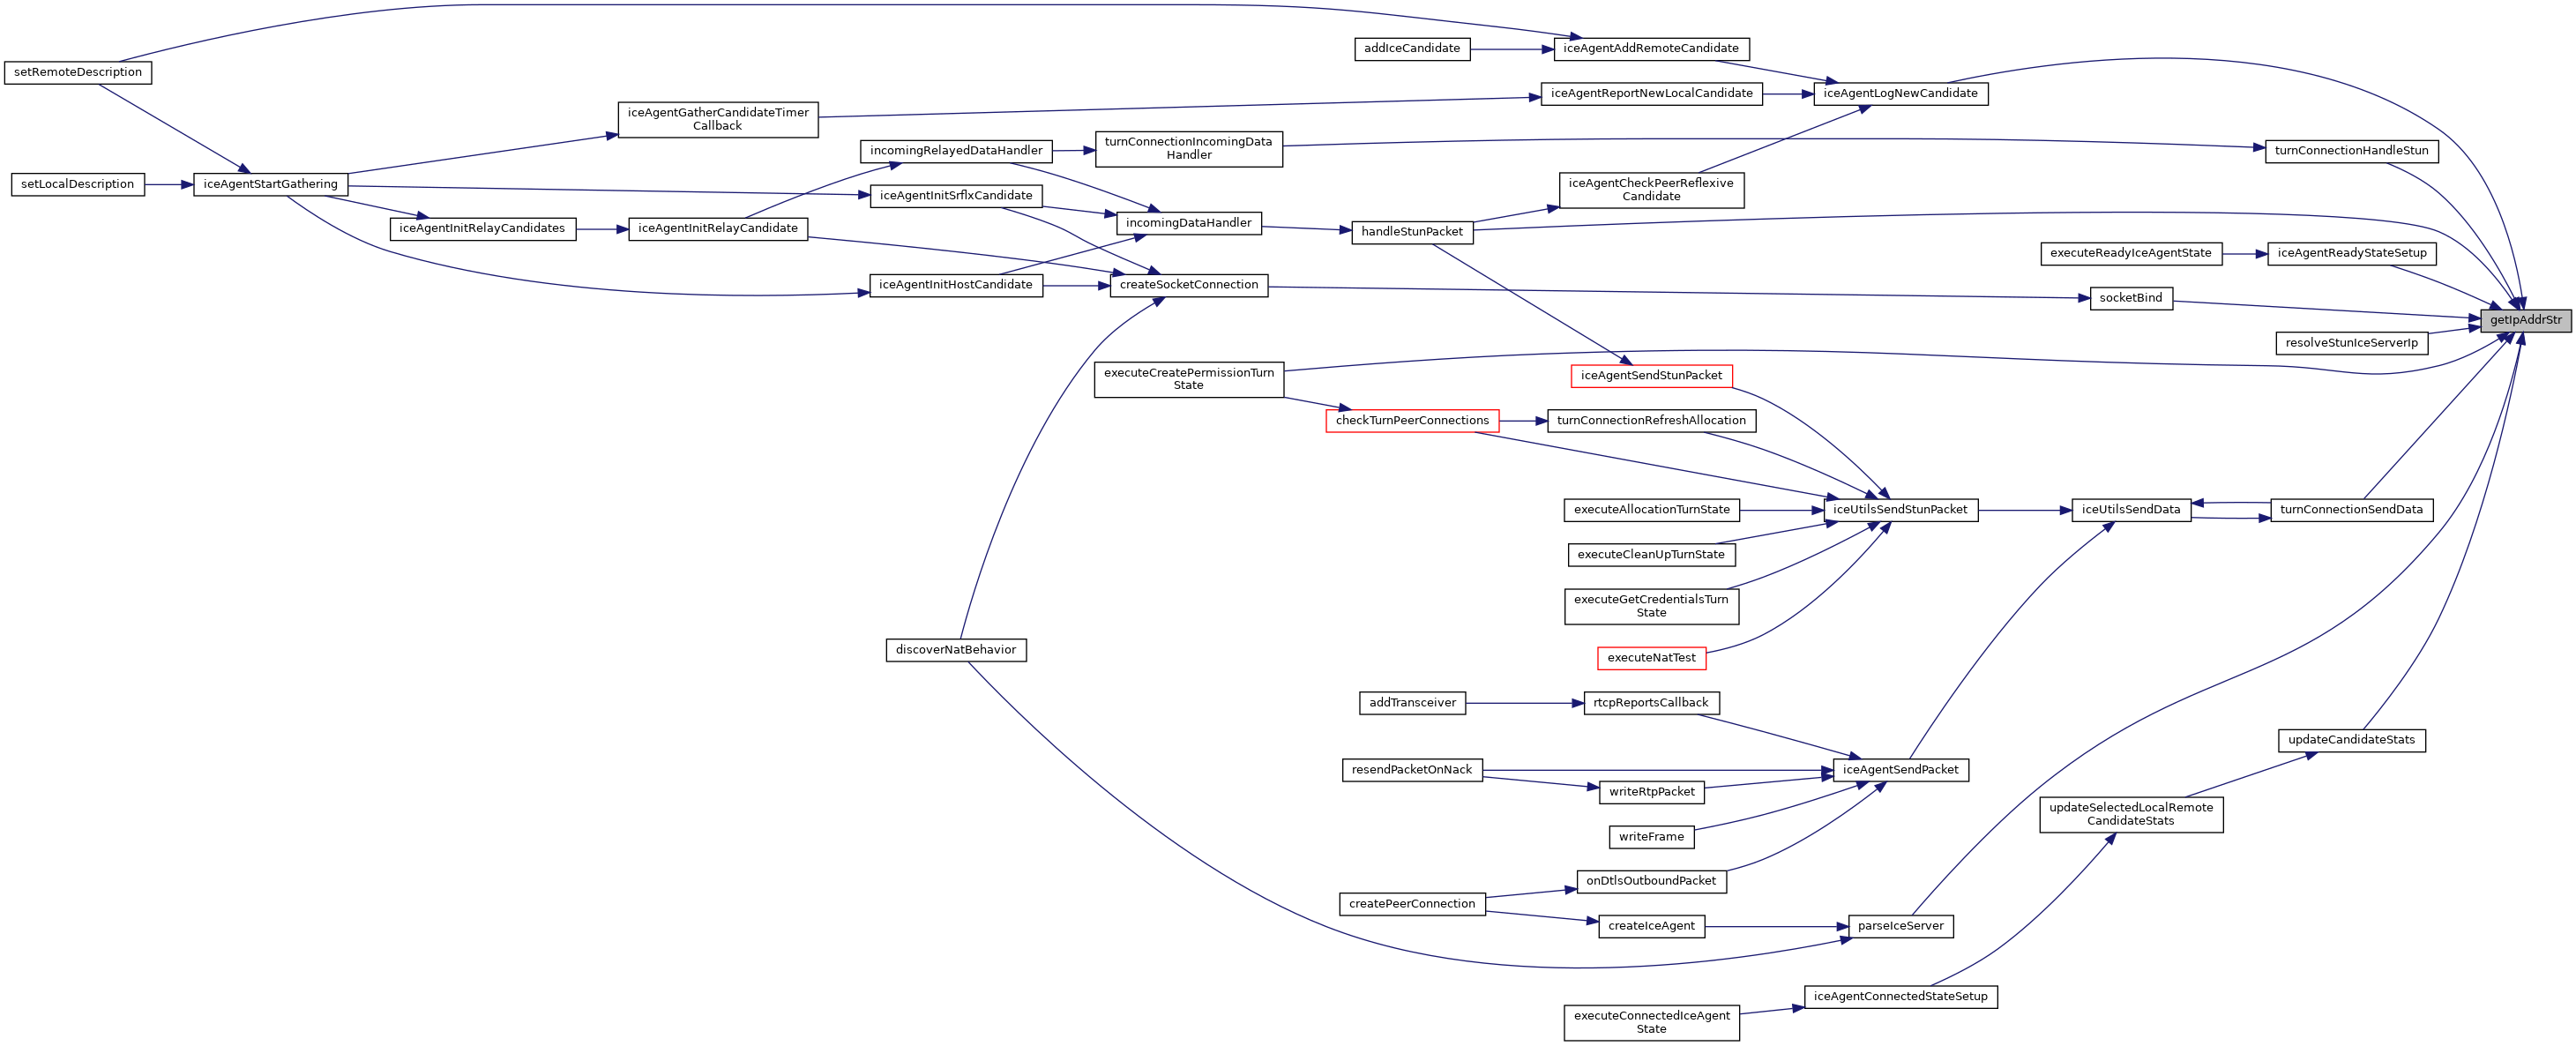 addIceCandidate
iceAgentAddRemoteCandidate
setRemoteDescription
iceAgentReportNewLocalCandidate
iceAgentLogNewCandidate
iceAgentGatherCandidateTimer
Callback
incomingRelayedDataHandler
turnConnectionIncomingData
Handler
turnConnectionHandleStun
setLocalDescription
iceAgentStartGathering
iceAgentInitSrflxCandidate
iceAgentCheckPeerReflexive
Candidate
iceAgentInitRelayCandidates
iceAgentInitRelayCandidate
incomingDataHandler
handleStunPacket
executeReadyIceAgentState
iceAgentReadyStateSetup
iceAgentInitHostCandidate
createSocketConnection
socketBind
getIpAddrStr
resolveStunIceServerIp
executeCreatePermissionTurn
State
iceAgentSendStunPacket
checkTurnPeerConnections
turnConnectionRefreshAllocation
executeAllocationTurnState
iceUtilsSendStunPacket
iceUtilsSendData
turnConnectionSendData
executeCleanUpTurnState
executeGetCredentialsTurn
State
discoverNatBehavior
executeNatTest
addTransceiver
rtcpReportsCallback
updateCandidateStats
resendPacketOnNack
iceAgentSendPacket
writeRtpPacket
updateSelectedLocalRemote
CandidateStats
writeFrame
onDtlsOutboundPacket
createPeerConnection
createIceAgent
parseIceServer
iceAgentConnectedStateSetup
executeConnectedIceAgent
State